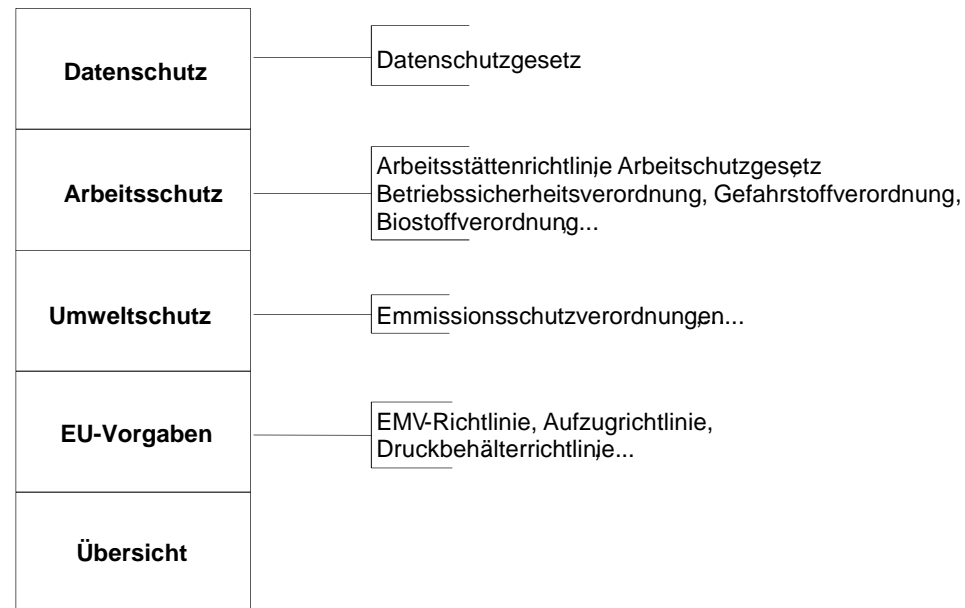 Datenschutz
Datenschutzgesetz
Arbeitsschutz
Arbeitsstättenrichtlinie, Arbeitschutzgesetz,
Betriebssicherheitsverordnung, Gefahrstoffverordnung,
Biostoffverordnung,...
Umweltschutz
Emmissionsschutzverordnungen,...
EU-Vorgaben
EMV-Richtlinie, Aufzugrichtlinie,
Druckbehälterrichtlinie,...
Übersicht